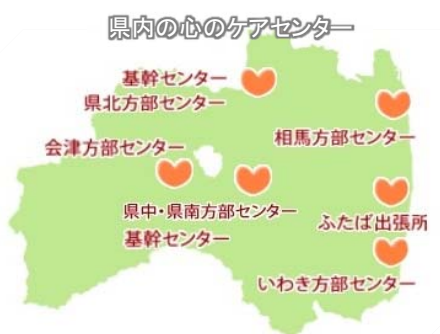 県内の心のケアセンター
基幹センター
県北方部センター
相馬方部センター
会津方部センター
県中・県南方部センター
基幹センター
ふたば出張所
いわき方部センター